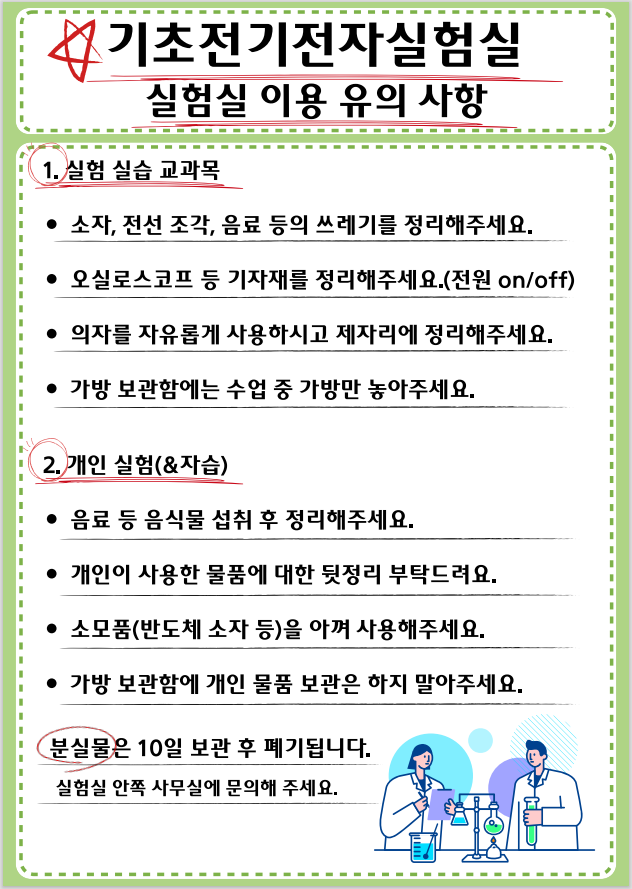 기초전기전자실험실
실험실 이용 유의 사항
1. 실험 실습 교과목
● 소자, 전선 조각, 음료 등의 쓰레기를 정리해주세요.
● 오실로스코프 등 기자재를 정리해주세요.(전원 on/off)
● 의자를 자유롭게 사용하시고 제자리에 정리해주세요.
● 가방 보관함에는 수업 중 가방만 놓아주세요.
2. 개인 실험(&자습)
● 음료 등 음식물 섭취 후 정리해주세요.
● 개인이 사용한 물품에 대한 뒷정리 부탁드려요.
● 소모품(반도체 소자 등)을 아껴 사용해주세요.
● 가방 보관함에 개인 물품 보관은 하지 말아주세요.
분실물은 10일 보관 후 폐기됩니다.
실험실 안쪽 사무실에 문의해 주세요.